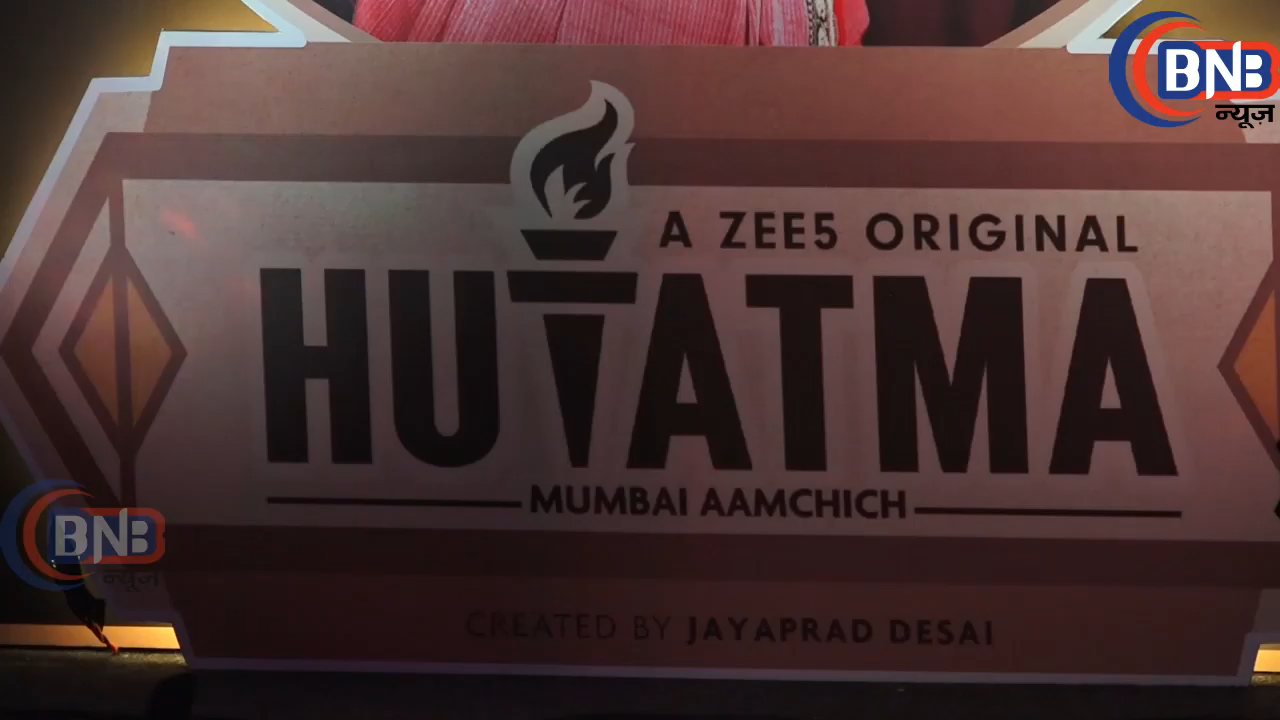 BNB
न्यूज़
A ZEE5 ORIGINAL
HUTATMA
MUMBAI AAMCHICH
BNB
न्यूज़
CREATED BY JAYAPRAD DESAI